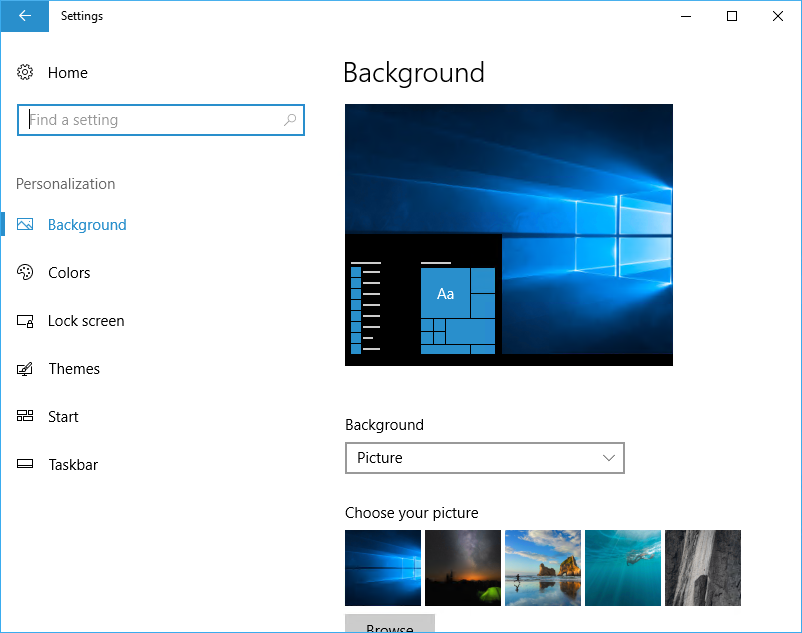 Settings
Home
Find a setting
Personalization
Background
Colors
Lock screen
Themes
Start
Taskbar
Background
Aa
Background
Picture
Choose your picture
Browse